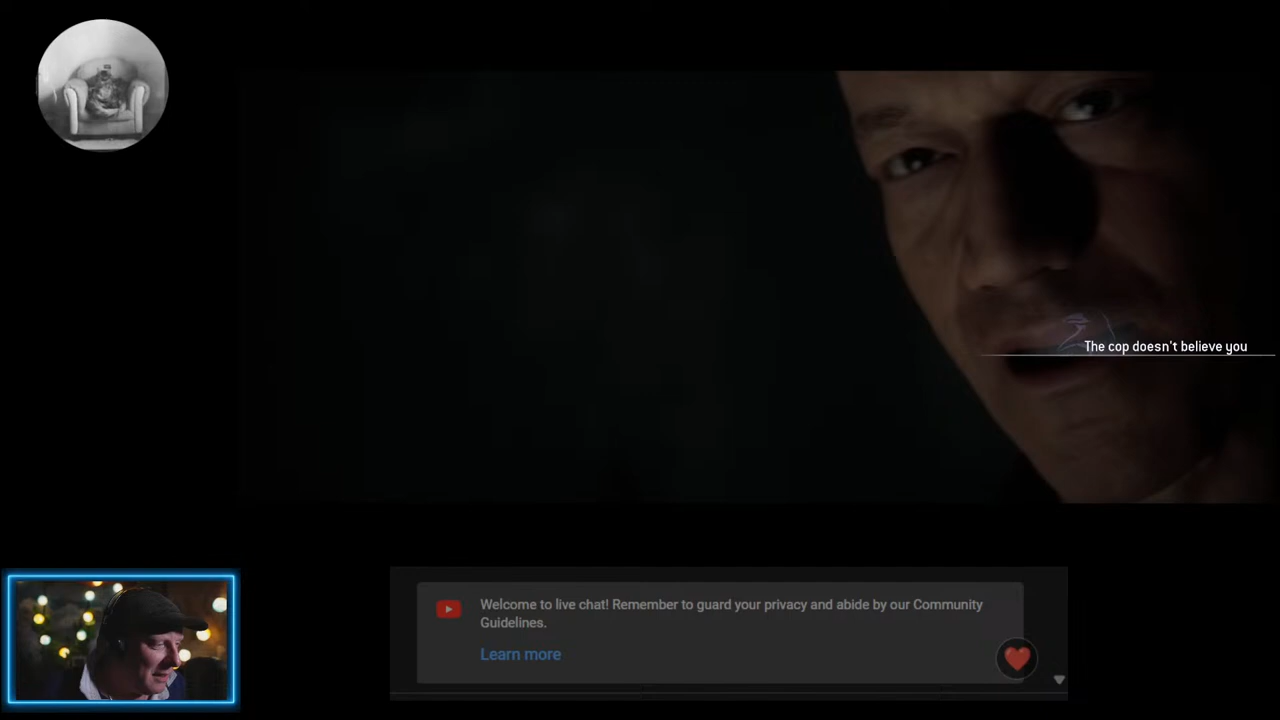 The cop doesn't believe you
Welcome to live chat! Remember to guard your privacy and abide by our Community
Guidelines.
Learn more